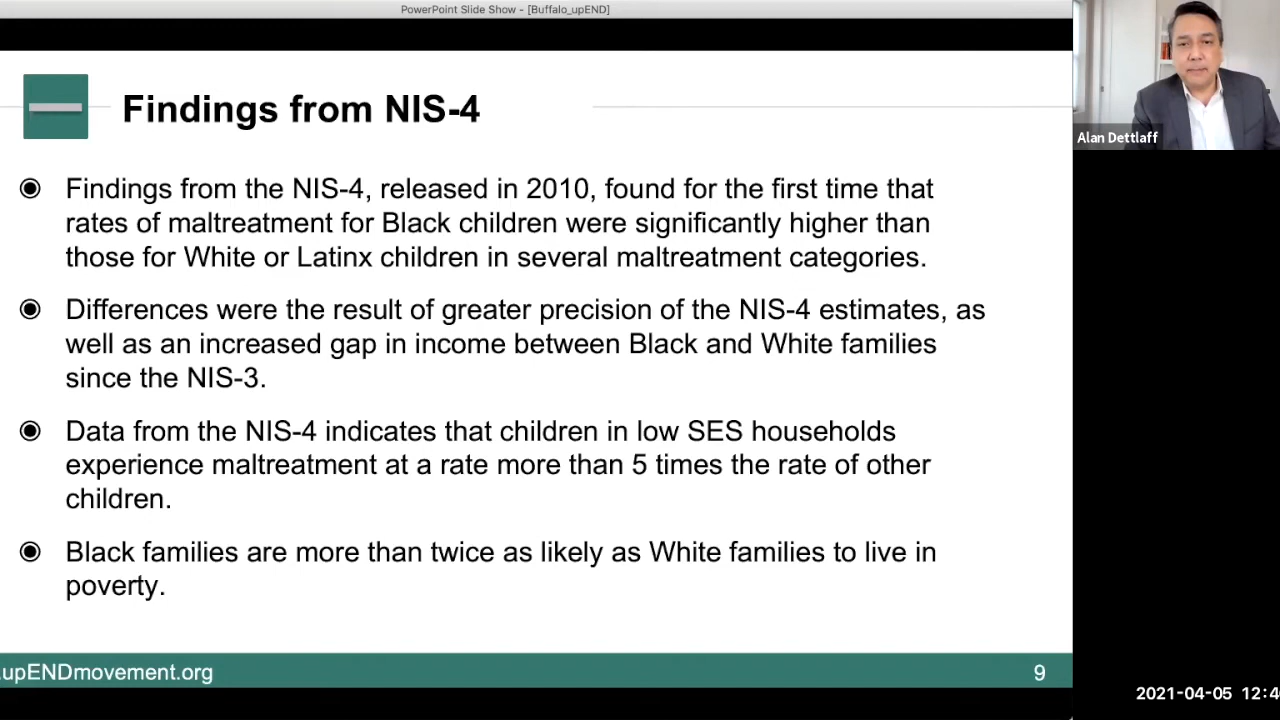 PowerPoint Slide Show - [Buffalo_upEND]
Findings from NIS-4
Findings from the NIS-4, released in 2010, found for the first time that
rates of maltreatment for Black children were significantly higher than
those for White or Latinx children in several maltreatment categories.
Differences were the result of greater precision of the NIS-4 estimates, as
well as an increased gap in income between Black and White families
since the NIS-3.
Data from the NIS-4 indicates that children in low SES households
experience maltreatment at a rate more than 5 times the rate of other
children.
Black families are more than twice as likely as White families to live in
poverty.
.upENDmovement.org
9
Alan Dettlaff
2021-04-05 12:4